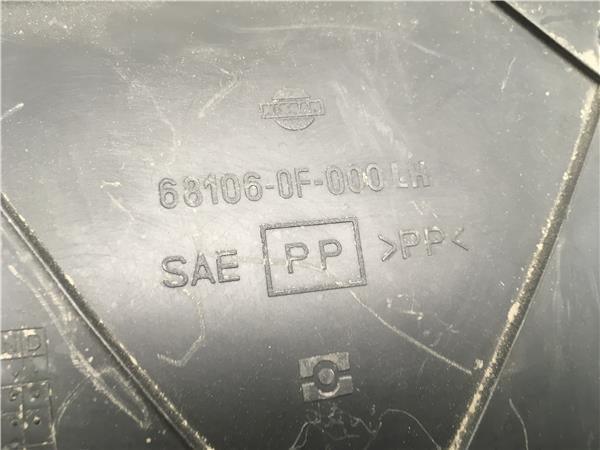 NISSAN
68106-0F-000 LH
SAE PP >PP<